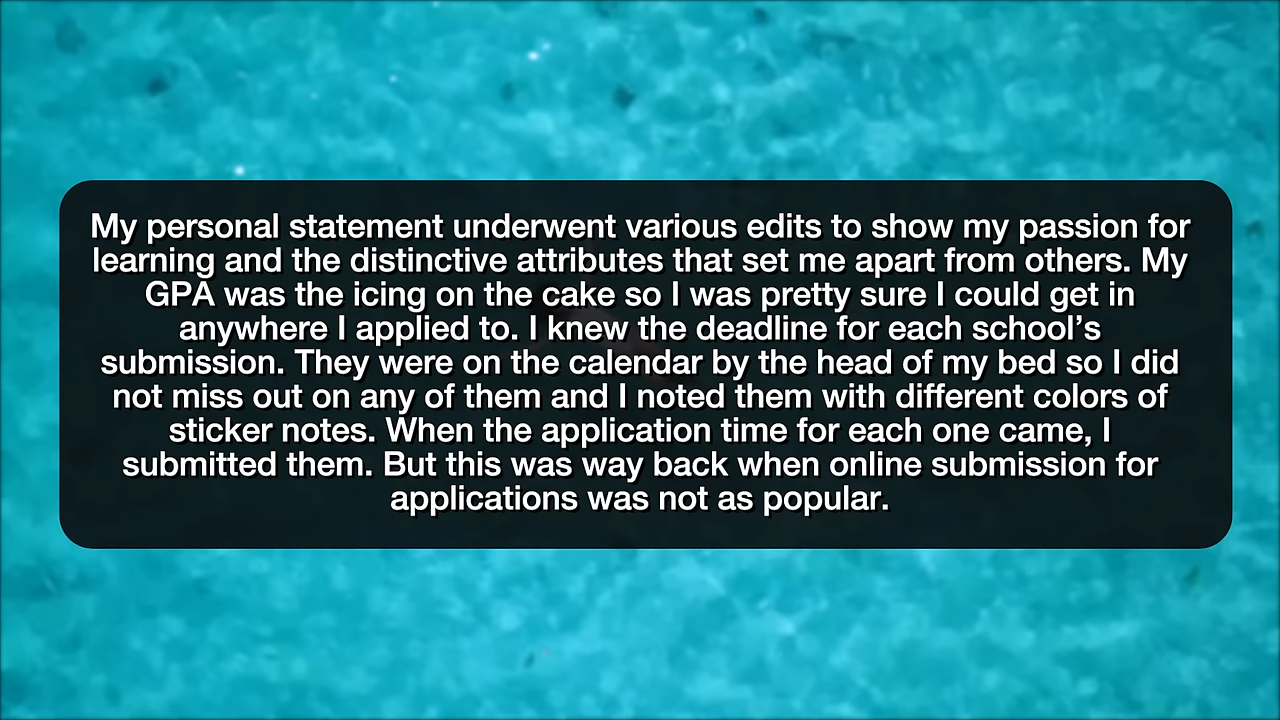 My personal statement underwent various edits to show my passion for
learning and the distinctive attributes that set me apart from others. My
GPA was the icing on the cake so I was pretty sure I could get in
anywhere I applied to. I knew the deadline for each school’s
submission. They were on the calendar by the head of my bed so I did
not miss out on any of them and I noted them with different colors of
sticker notes. When the application time for each one came, I
submitted them. But this was way back when online submission for
applications was not as popular.